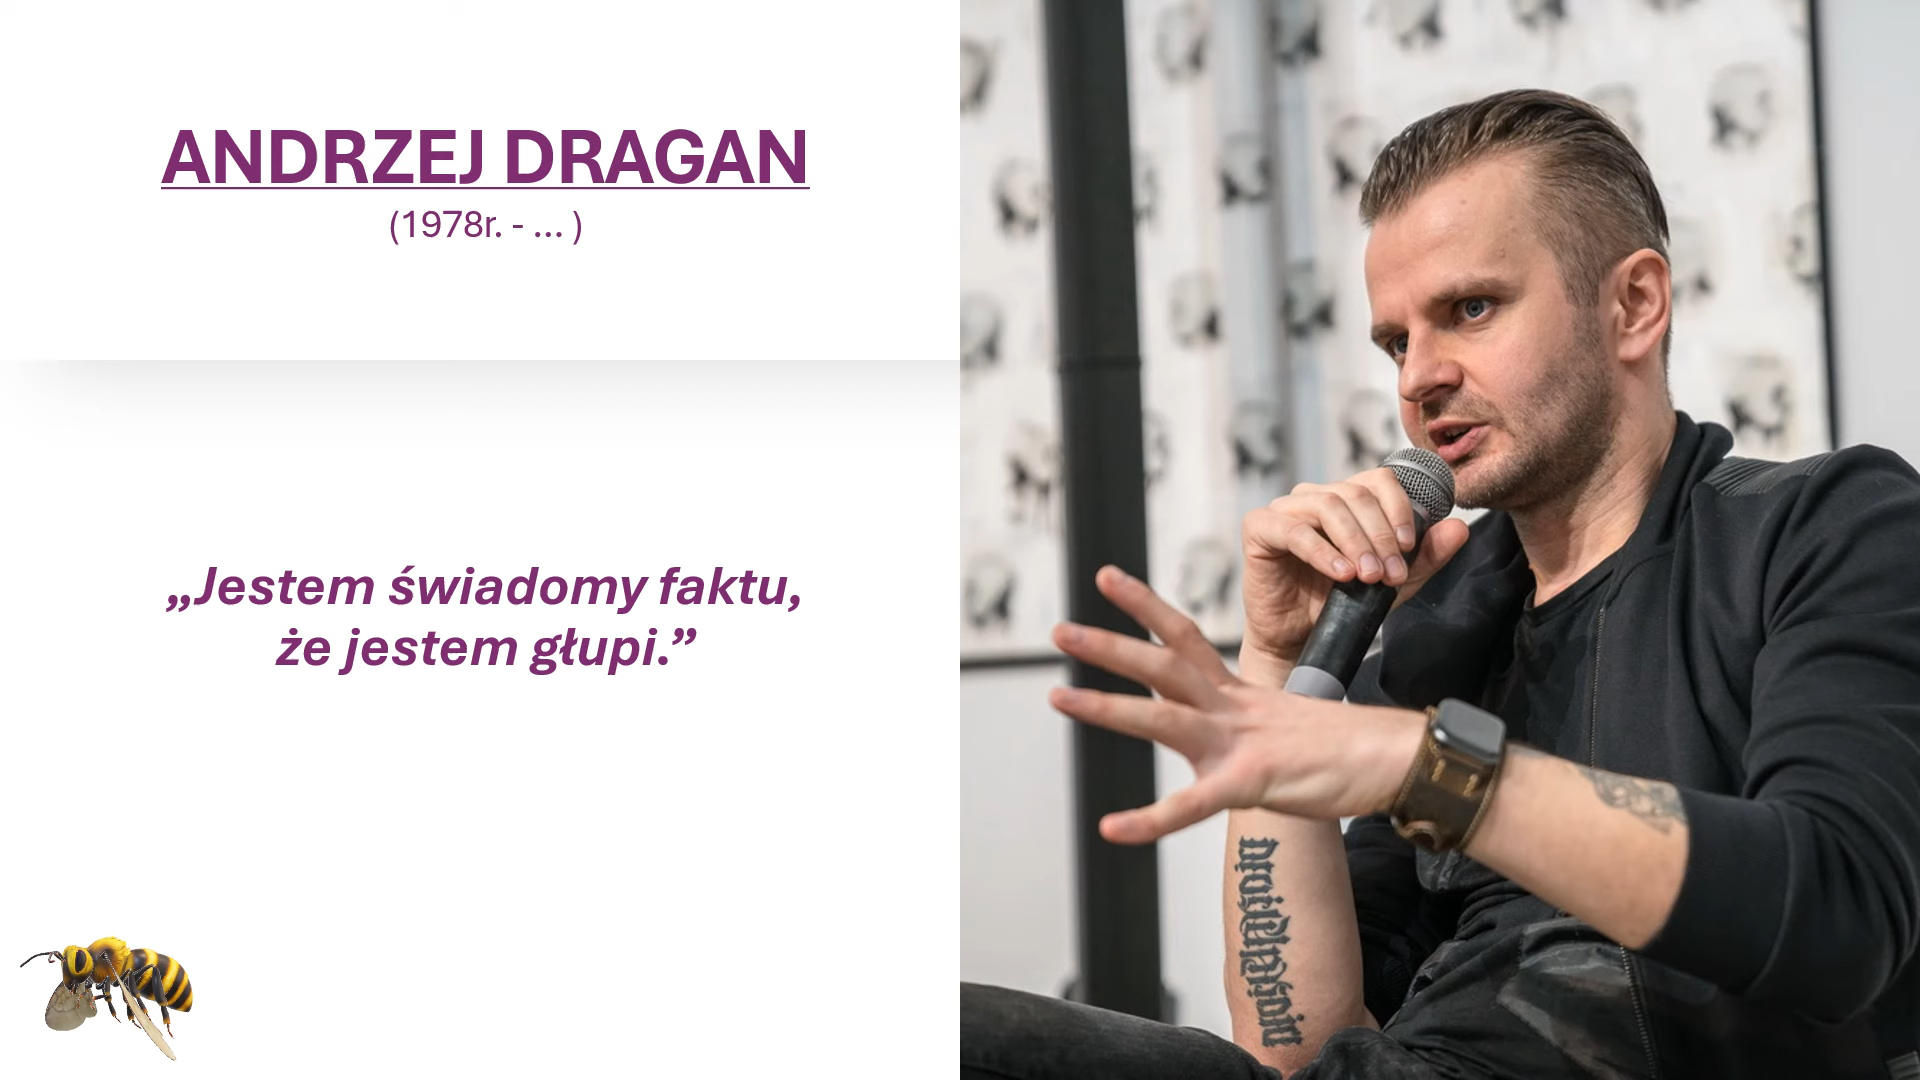 ANDRZEJ DRAGAN
(1978r. - ... )
„Jestem świadomy faktu,
że jestem głupi.”